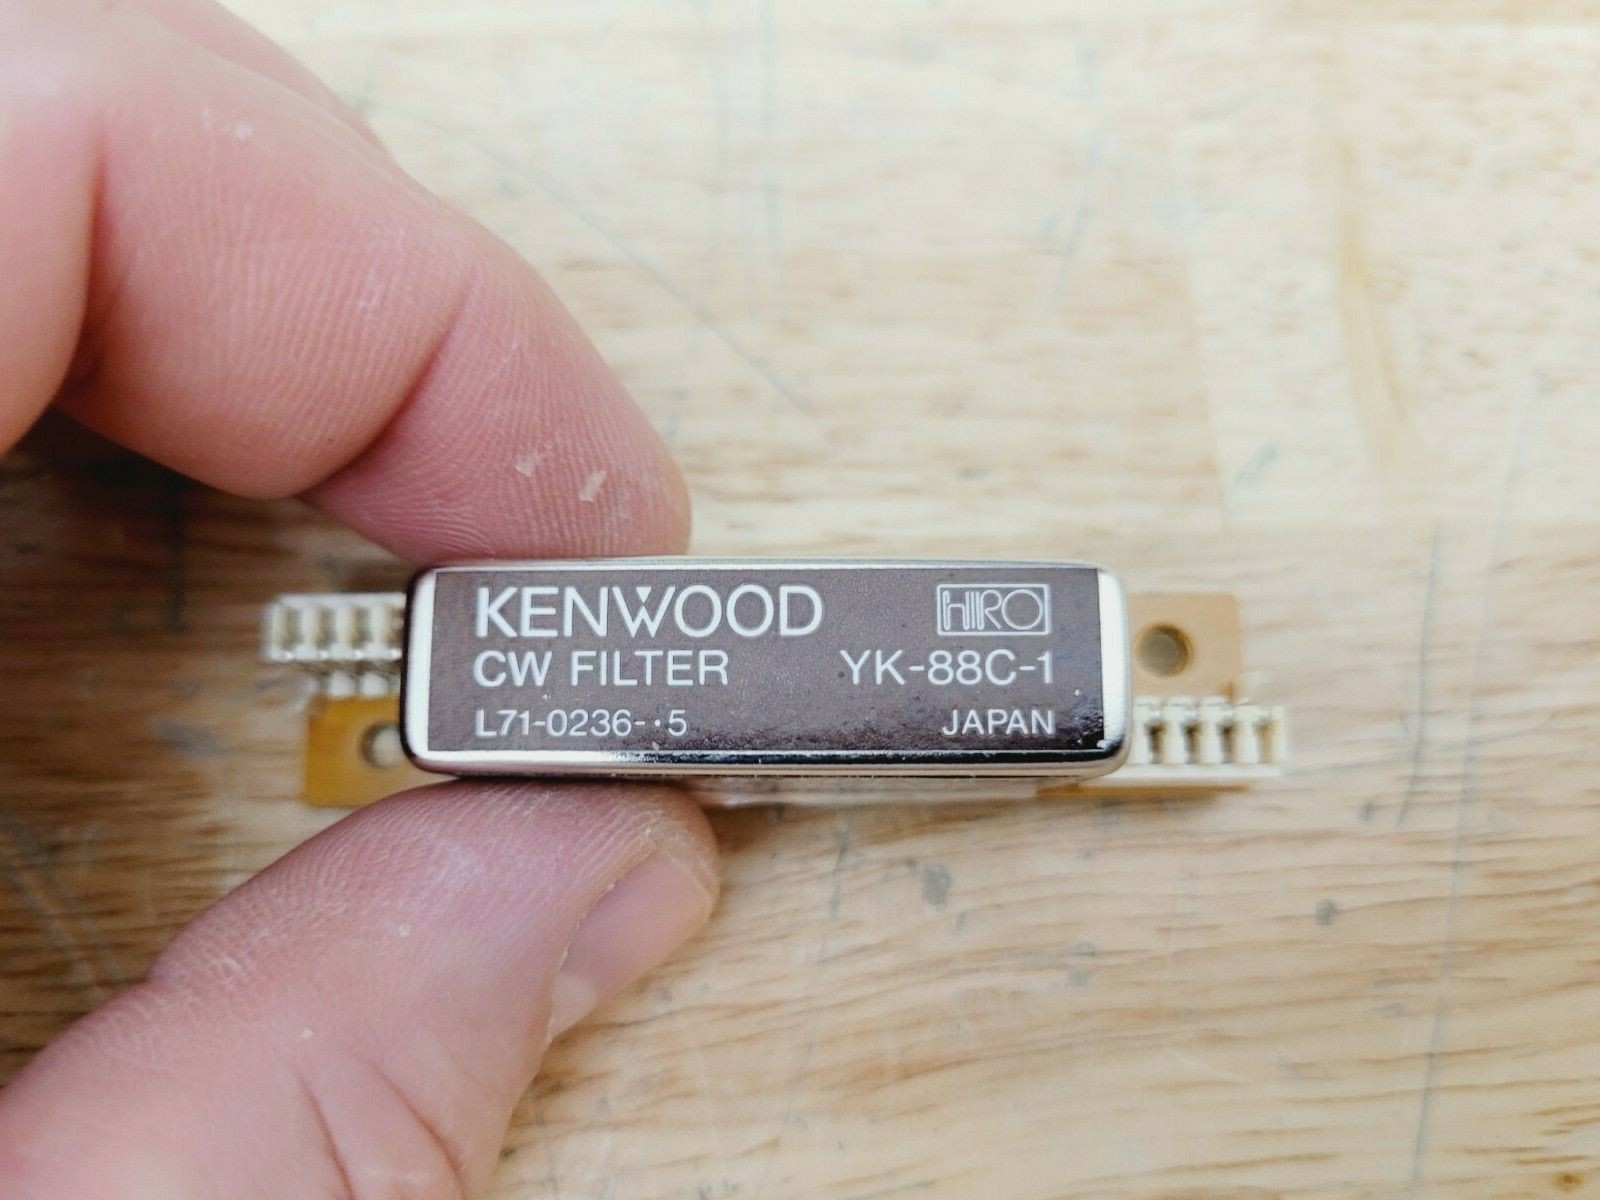 KENWOOD HIRO
CW FILTER YK-88C-1
L71-0236-·5 JAPAN